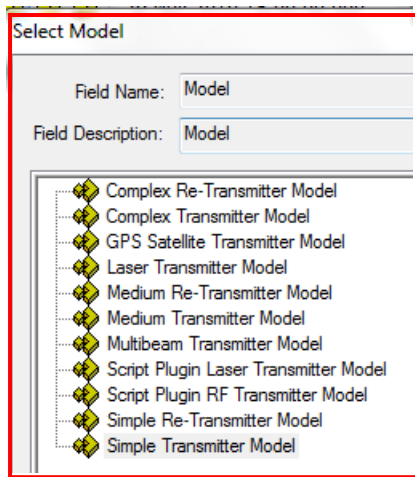 Select Model
Field Name: Model
Field Description: Model
Complex Re-Transmitter Model
Complex Transmitter Model
GPS Satellite Transmitter Model
Laser Transmitter Model
Medium Re-Transmitter Model
Medium Transmitter Model
Multibeam Transmitter Model
Script Plugin Laser Transmitter Model
Script Plugin RF Transmitter Model
Simple Re-Transmitter Model
Simple Transmitter Model